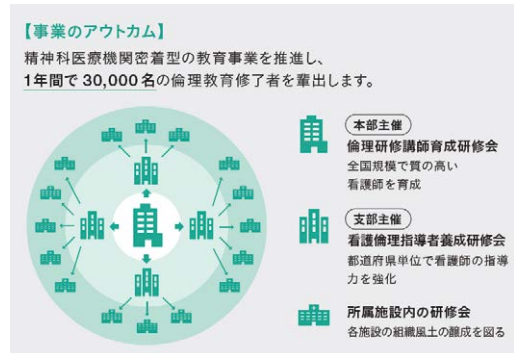 【事業のアウトカム】
精神科医療機関密着型の教育事業を推進し、
1年間で30,000名の倫理教育修了者を輩出します。
本部主催
倫理研修講師育成研修会
全国規模で質の高い
看護師を育成
支部主催
看護倫理指導者養成研修会
都道府県単位で看護師の指導
力を強化
所属施設内の研修会
各施設の組織風土の醸成を図る